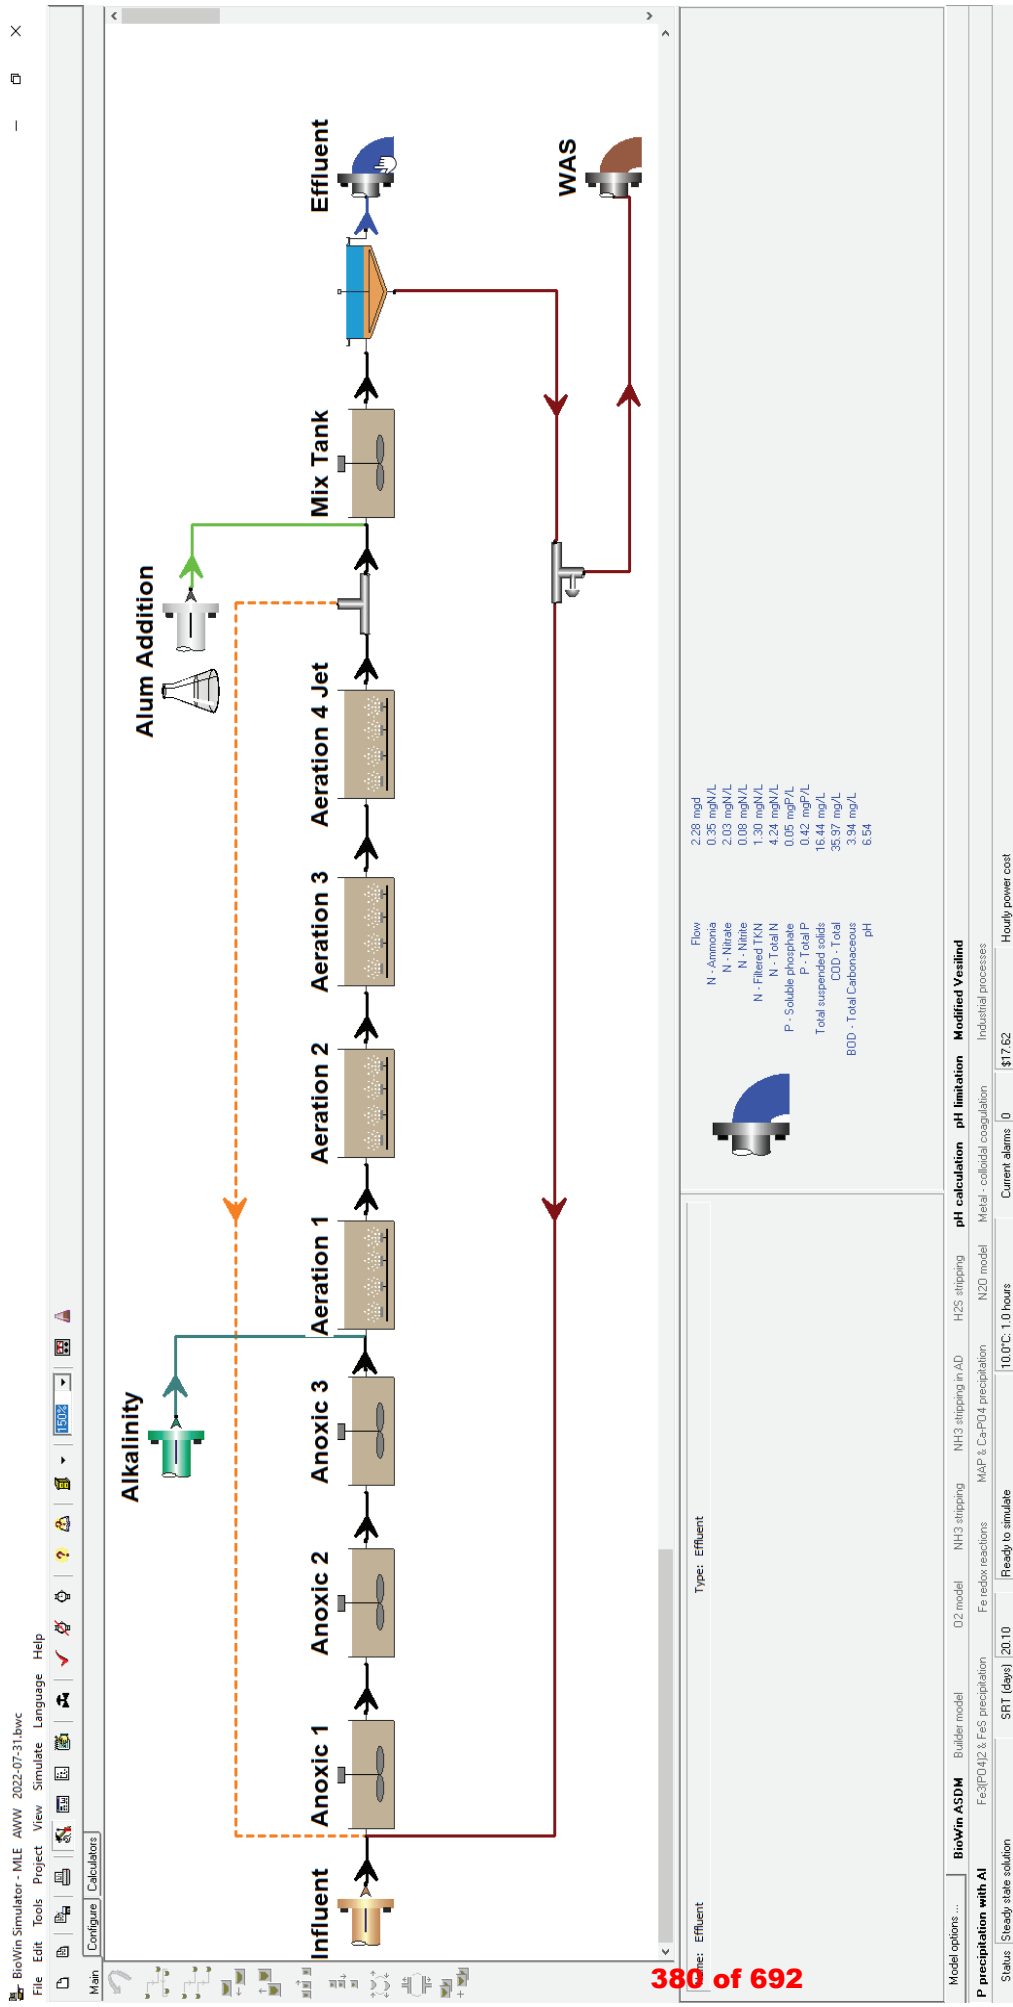 BioWin Simulator - MLE AWW 2022-07-31.bwc
File Edit Tools Project View Simulate Language Help
150%
Configure Calculators
Main
Alkalinity
Alum Addition
Influent
Anoxic 1
Anoxic 2
Anoxic 3
Aeration 1
Aeration 2
Aeration 3
Aeration 4 Jet
Mix Tank
Effluent
WAS
Effluent
Type: Effluent
Flow 2.28 mgd
N - Ammonia 0.35 mgN/L
N - Nitrate 2.03 mgN/L
N - Nitrite 0.08 mgN/L
N - Filtered TKN 1.30 mgN/L
N - Total N 4.24 mgN/L
P - Soluble phosphate 0.05 mgP/L
P - Total P 0.42 mgP/L
Total suspended solids 16.44 mg/L
COD - Total 35.97 mg/L
BOD - Total Carbonaceous 3.94 mg/L
pH 6.54
Model options ... BioWin ASDM Builder model O2 model NH3 stripping NH3 stripping in AD H2S stripping pH calculation pH limitation Modified Vesilind
P precipitation with Al Fe3(PO4)2 & FeS precipitation Fe redox reactions MAP & Ca-PO4 precipitation N2O model Metal - colloidal coagulation Industrial processes
Status Steady state solution SRT (days) 20.10 Ready to simulate 10.0°C: 1.0 hours Current alarms 0 $17.62 Hourly power cost
380 of 692